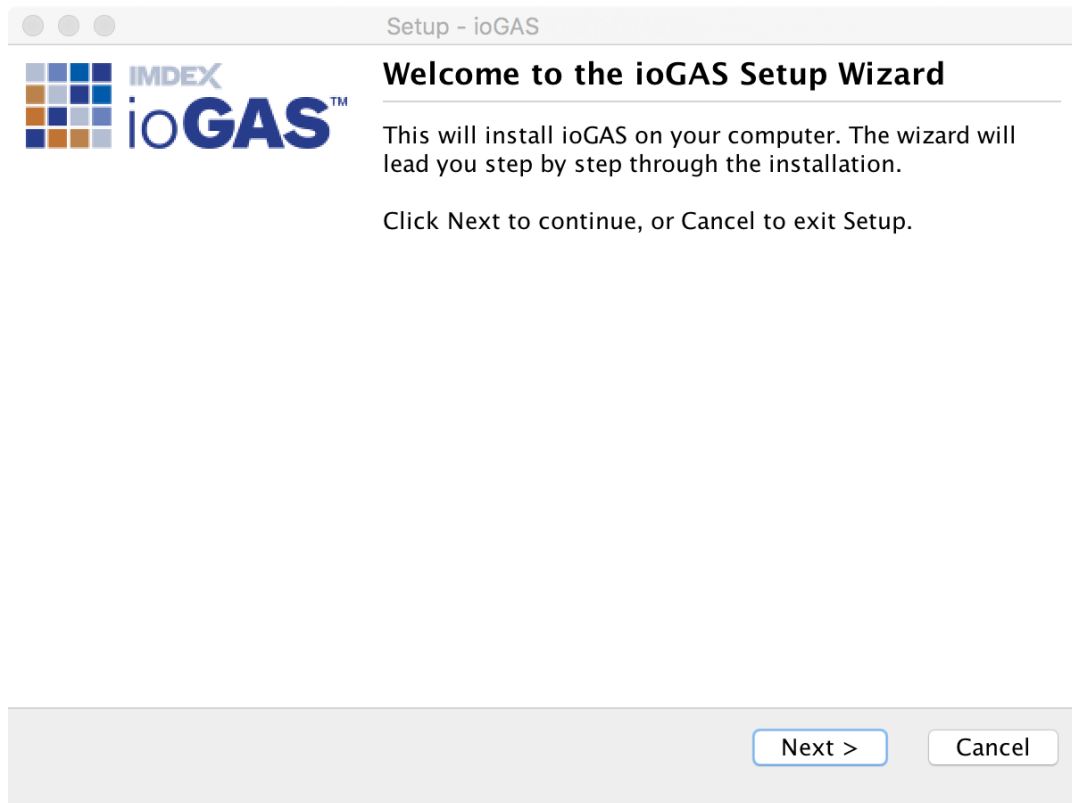 Setup - ioGAS
IMDEX
ioGAS™
Welcome to the ioGAS Setup Wizard
This will install ioGAS on your computer. The wizard will
lead you step by step through the installation.
Click Next to continue, or Cancel to exit Setup.
Next >
Cancel